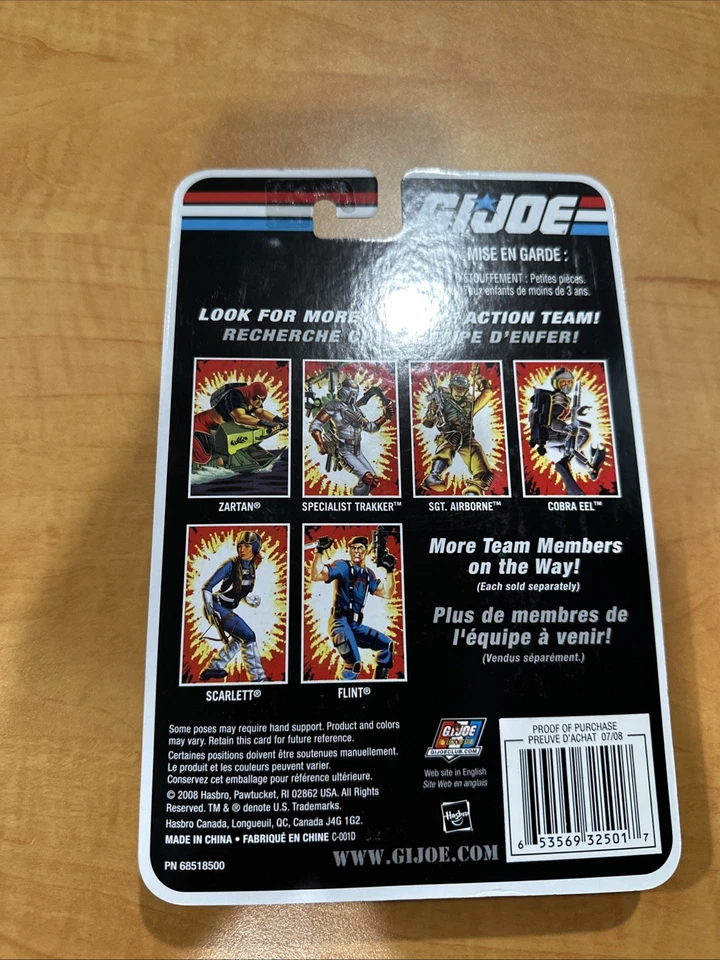 GIJOE
MISE EN GARDE :
ÉTOUFFEMENT : Petites pièces.
aux enfants de moins de 3 ans.
LOOK FOR MORE ACTION TEAM!
RECHERCHE D'ENFER!
ZARTAN®
SPECIALIST TRAKKER™
SGT. AIRBORNE™
COBRA EEL™
SCARLETT®
FLINT®
More Team Members
on the Way!
(Each sold separately)
Plus de membres de
l'équipe à venir!
(Vendus séparément.)
Some poses may require hand support. Product and colors
may vary. Retain this card for future reference.
Certaines positions doivent être soutenues manuellement.
Le produit et les couleurs peuvent varier.
Conservez cet emballage pour référence ultérieure.
© 2008 Hasbro, Pawtucket, RI 02862 USA. All Rights
Reserved. TM & ® denote U.S. Trademarks.
Hasbro Canada, Longueuil, QC, Canada J4G 1G2.
MADE IN CHINA • FABRIQUÉ EN CHINE C-001D
PN 68518500
GIJOE
GIJOECLUB.COM
Web site in English
Site Web en anglais
Hasbro
WWW.GIJOE.COM
PROOF OF PURCHASE
PREUVE D'ACHAT 07/08
6 53569 32501 7